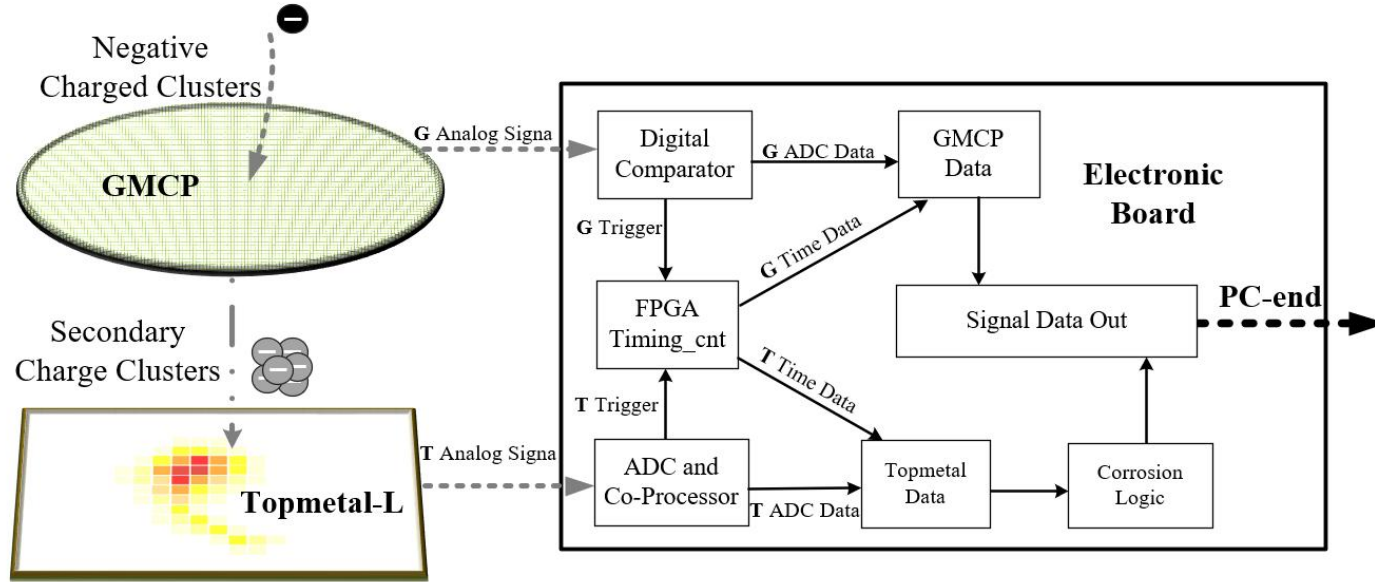 Negative
Charged Clusters
GMCP
G Analog Signa
Secondary
Charge Clusters
Topmetal-L
T Analog Signa
Digital
Comparator
G ADC Data
GMCP
Data
Electronic
Board
G Trigger
G Time Data
FPGA
Timing_cnt
Signal Data Out
PC-end
T Time Data
T Trigger
ADC and
Co-Processor
T ADC Data
Topmetal
Data
Corrosion
Logic